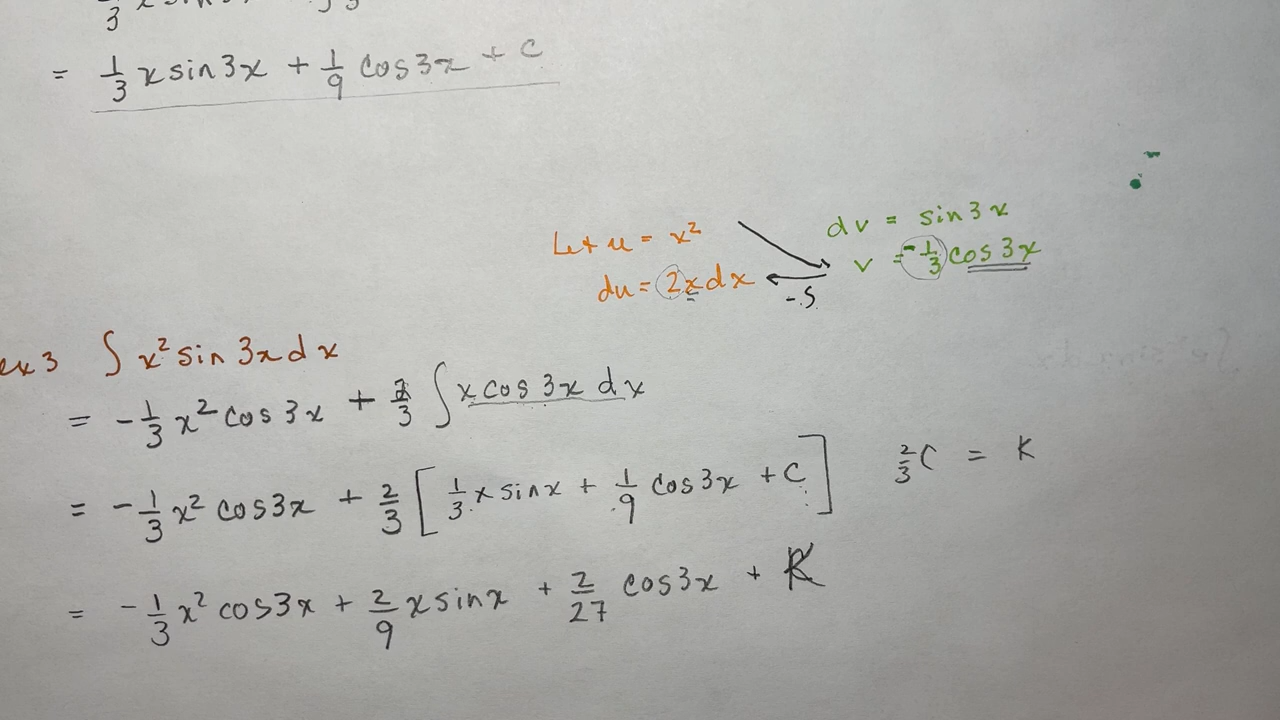 = 1/3 x sin 3x + 1/9 cos 3x + C
Let u = x² dv = sin 3x
du = 2x dx -∫ v = -1/3 cos 3x
ex 3 ∫ x² sin 3x dx
= -1/3 x² cos 3x + 2/3 ∫ x cos 3x dx
= -1/3 x² cos 3x + 2/3 [ 1/3 x sin x + 1/9 cos 3x + C ] 2/3 C = K
= -1/3 x² cos 3x + 2/9 x sin x + 2/27 cos 3x + K